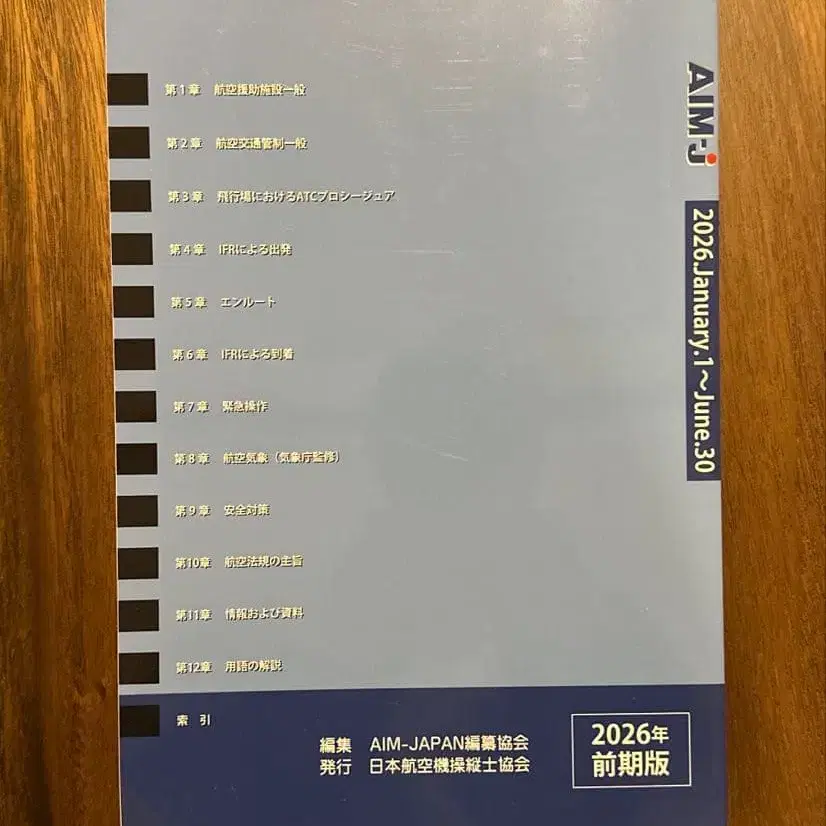 第1章 航空援助施設一般
第2章 航空交通管制一般
第3章 飛行場におけるATCプロシージュア
第4章 IFRによる出発
第5章 エンルート
第6章 IFRによる到着
第7章 緊急操作
第8章 航空気象（気象庁監修）
第9章 安全対策
第10章 航空法規の主旨
第11章 情報および資料
第12章 用語の解説
索 引
AIM-J
2026.January.1～June.30
編集 AIM-JAPAN編纂協会
発行 日本航空機操縦士協会
2026年
前期版